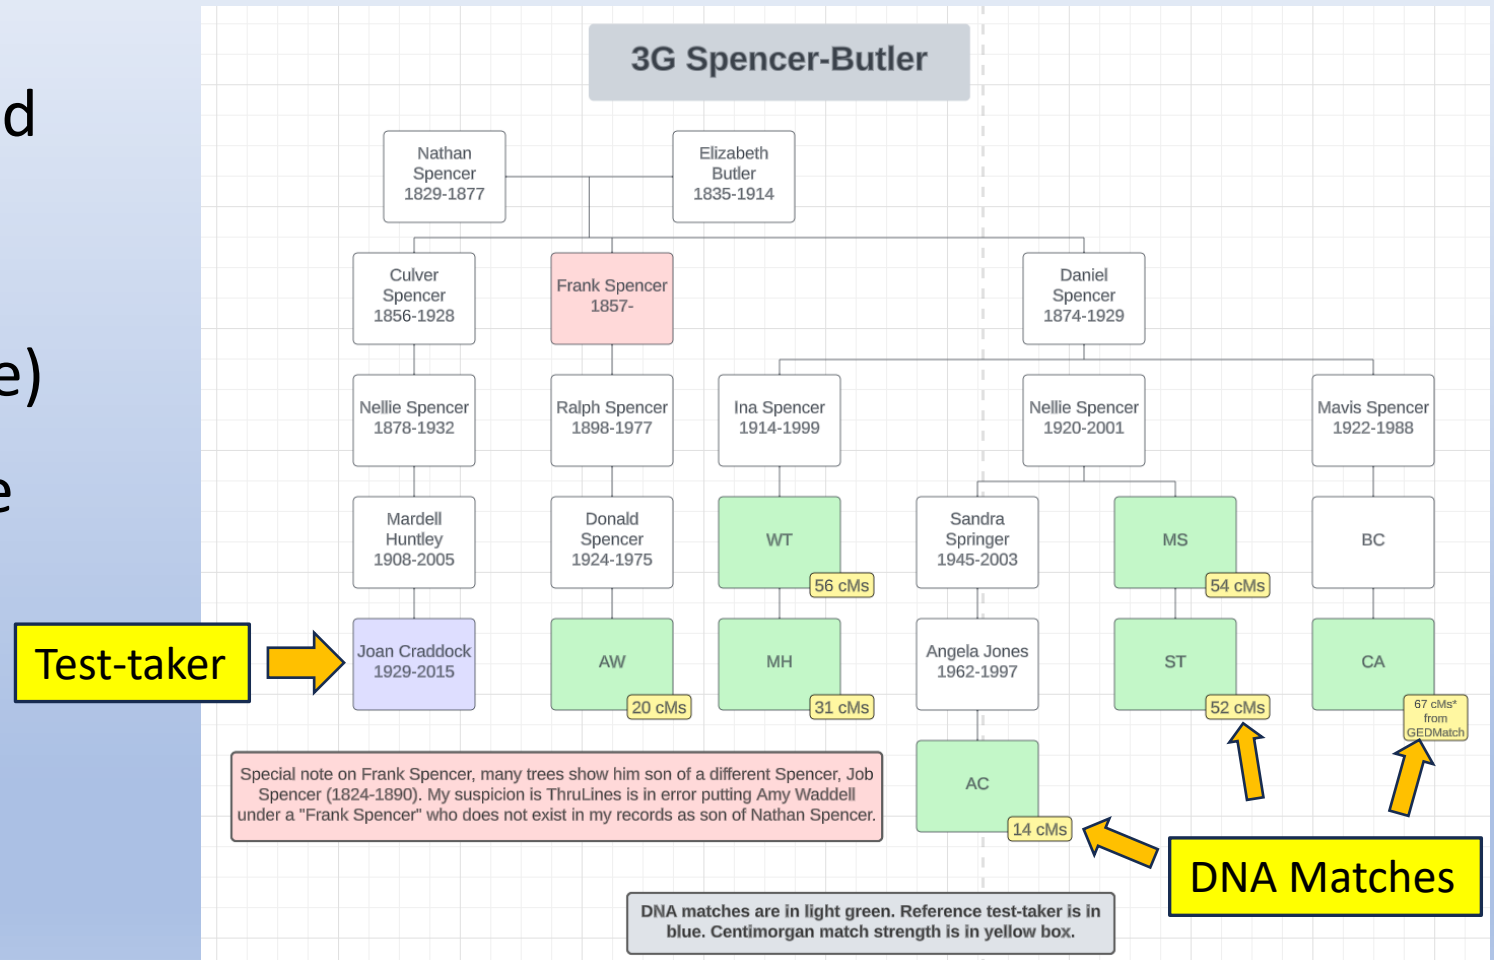 d
e)
e
3G Spencer-Butler
Nathan
Spencer
1829-1877
Elizabeth
Butler
1835-1914
Culver
Spencer
1856-1928
Frank Spencer
1857-
Daniel
Spencer
1874-1929
Nellie Spencer
1878-1932
Ralph Spencer
1898-1977
Ina Spencer
1914-1999
Nellie Spencer
1920-2001
Mavis Spencer
1922-1988
Mardell
Huntley
1908-2005
Donald
Spencer
1924-1975
WT
56 cMs
Sandra
Springer
1945-2003
MS
54 cMs
BC
Test-taker
Joan Craddock
1929-2015
AW
20 cMs
MH
31 cMs
Angela Jones
1962-1997
ST
52 cMs
CA
67 cMs*
from
GEDMatch
Special note on Frank Spencer, many trees show him son of a different Spencer, Job
Spencer (1824-1890). My suspicion is ThruLines is in error putting Amy Waddell
under a "Frank Spencer" who does not exist in my records as son of Nathan Spencer.
AC
14 cMs
DNA Matches
DNA matches are in light green. Reference test-taker is in
blue. Centimorgan match strength is in yellow box.